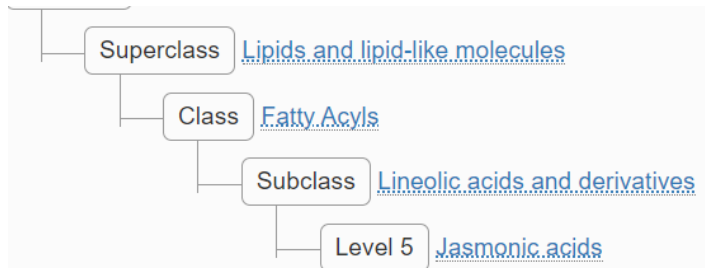 Superclass Lipids and lipid-like molecules
Class Fatty Acyls
Subclass Lineolic acids and derivatives
Level 5 Jasmonic acids